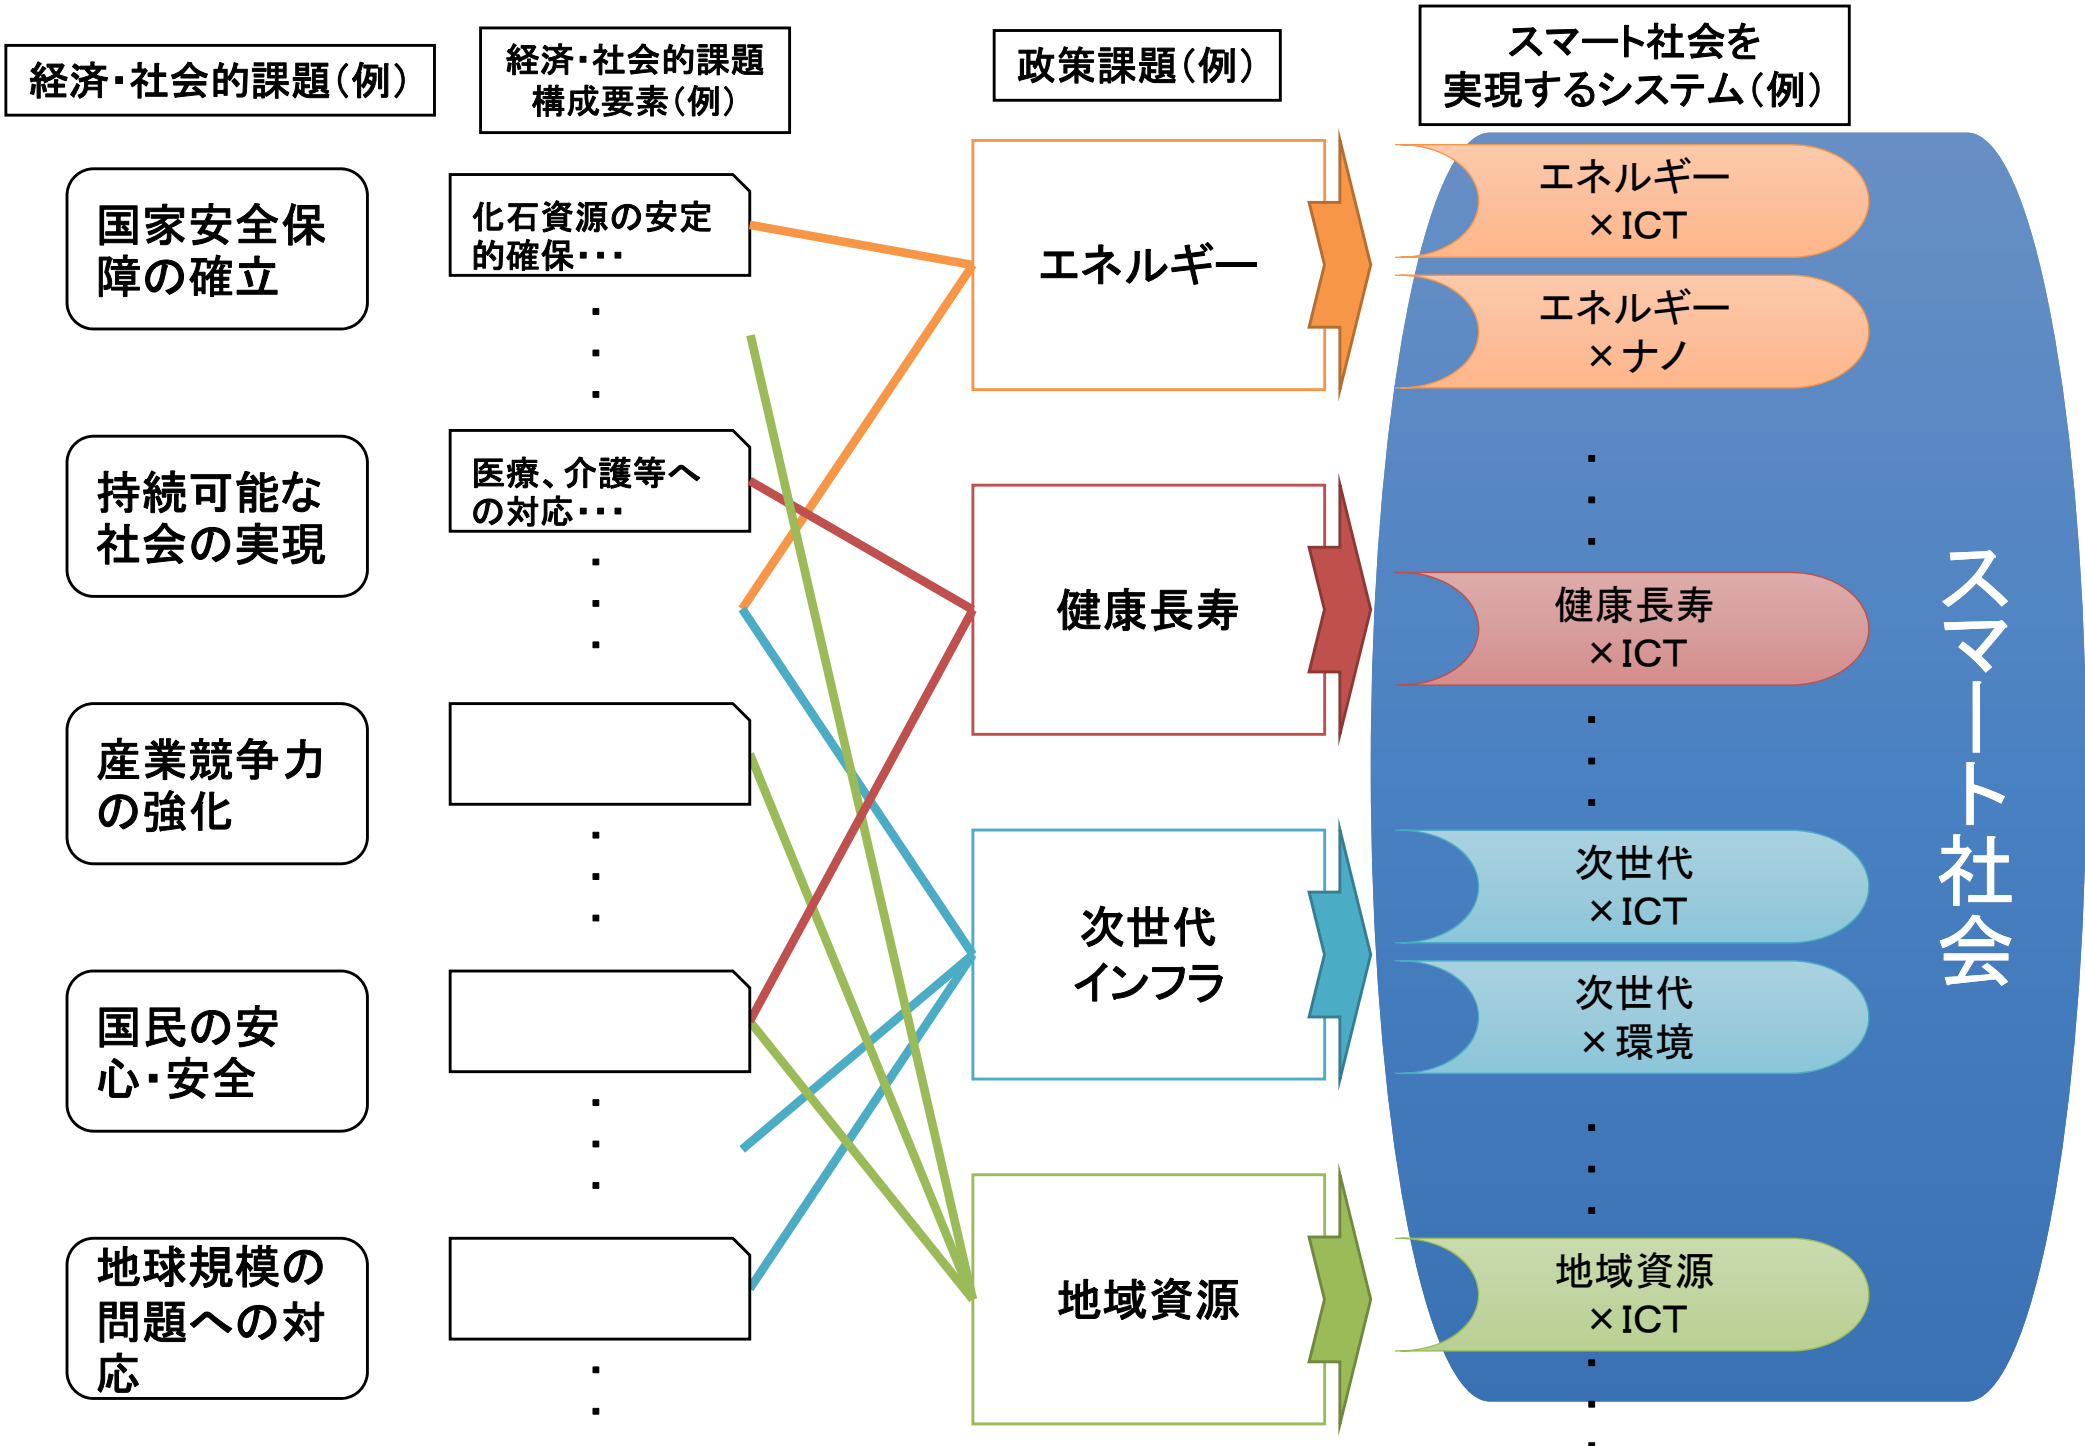 経済・社会的課題(例)
経済・社会的課題
構成要素(例)
政策課題(例)
スマート社会を
実現するシステム(例)
国家安全保
障の確立
持続可能な
社会の実現
産業競争力
の強化
国民の安
心・安全
地球規模の
問題への対
応
化石資源の安定
的確保・・・
・
・
・
医療、介護等へ
の対応・・・
・
・
・
・
・
・
・
・
・
・
・
エネルギー
健康長寿
次世代
インフラ
地域資源
エネルギー
×ICT
エネルギー
×ナノ
・
・
・
健康長寿
×ICT
・
・
・
次世代
×ICT
次世代
×環境
・
・
・
地域資源
×ICT
・
・
・
スマート社会